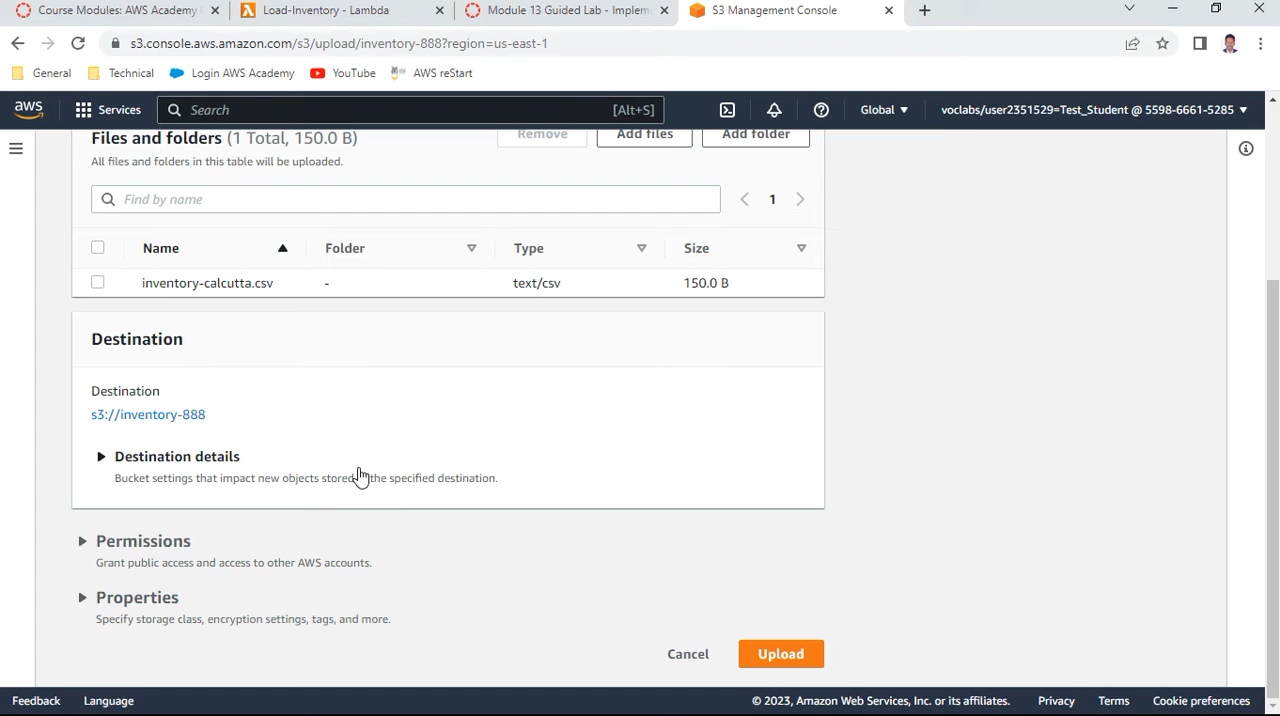 Course Modules: AWS Academy C
Load-Inventory - Lambda
Module 13 Guided Lab - Implem
S3 Management Console
s3.console.aws.amazon.com/s3/upload/inventory-888?region=us-east-1
General
Technical
Login AWS Academy
YouTube
AWS reStart
aws
Services
Search
[Alt+S]
Global
voclabs/user2351529=Test_Student @ 5598-6661-5285
Files and folders (1 Total, 150.0 B)
Remove
Add files
Add folder
All files and folders in this table will be uploaded.
Find by name
1
Name
Folder
Type
Size
inventory-calcutta.csv
-
text/csv
150.0 B
Destination
Destination
s3://inventory-888
Destination details
Bucket settings that impact new objects stored the specified destination.
Permissions
Grant public access and access to other AWS accounts.
Properties
Specify storage class, encryption settings, tags, and more.
Cancel
Upload
Feedback
Language
© 2023, Amazon Web Services, Inc. or its affiliates.
Privacy
Terms
Cookie preferences